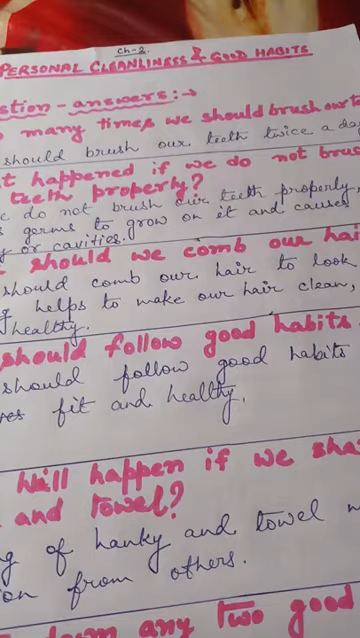 Ch-2.
PERSONAL CLEANLINESS & GOOD HABITS
stion-answers:→
many times we should brush our t
should brush our teeth twice a da
t happened if we do not brus
teeth properly?
e do not brush our teeth properly,
s germs to grow on it and causes
y or cavities.
should we comb our hai
should comb our hair to look
g helps to make our hair clean,
healthy.
should follow good habits
should follow good habits
fit and healthy.
Will happen if we sha
and towel?
ng of hanky and towel
on from others.
any two good